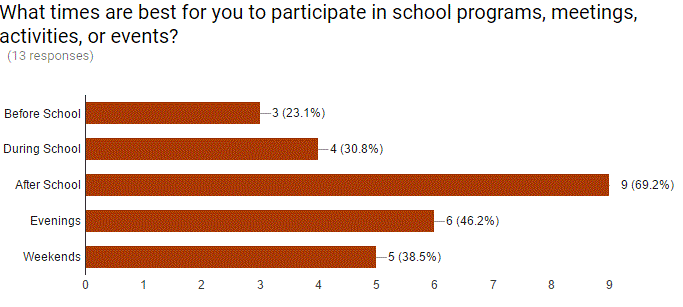 What times are best for you to participate in school programs, meetings,
activities, or events?
(13 responses)
Before School 3 (23.1%)
During School 4 (30.8%)
After School 9 (69.2%)
Evenings 6 (46.2%)
Weekends 5 (38.5%)
0 1 2 3 4 5 6 7 8 9